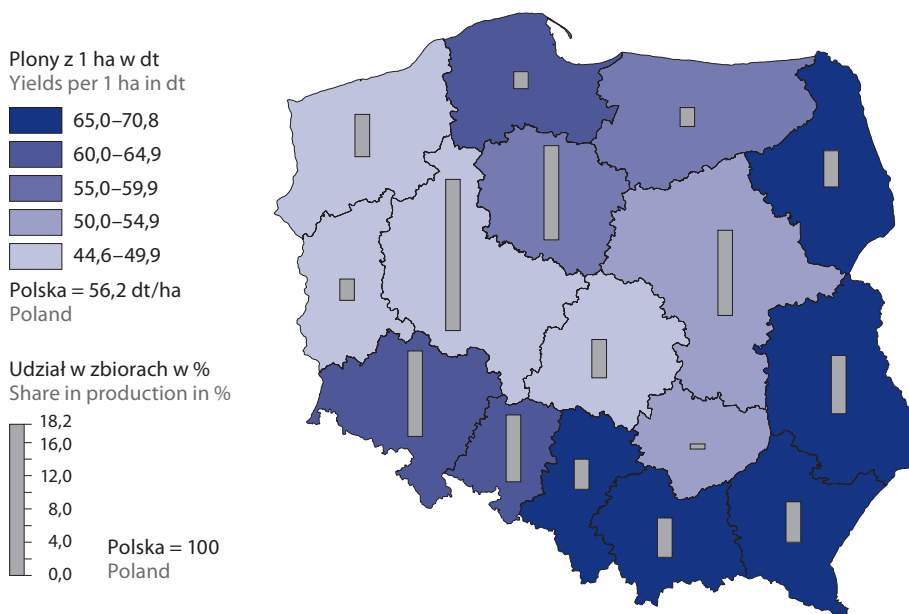 Plony z 1 ha w dt
Yields per 1 ha in dt
65,0–70,8
60,0–64,9
55,0–59,9
50,0–54,9
44,6–49,9
Polska = 56,2 dt/ha
Poland
Udział w zbiorach w %
Share in production in %
18,2
16,0
12,0
8,0
4,0
0,0
Polska = 100
Poland